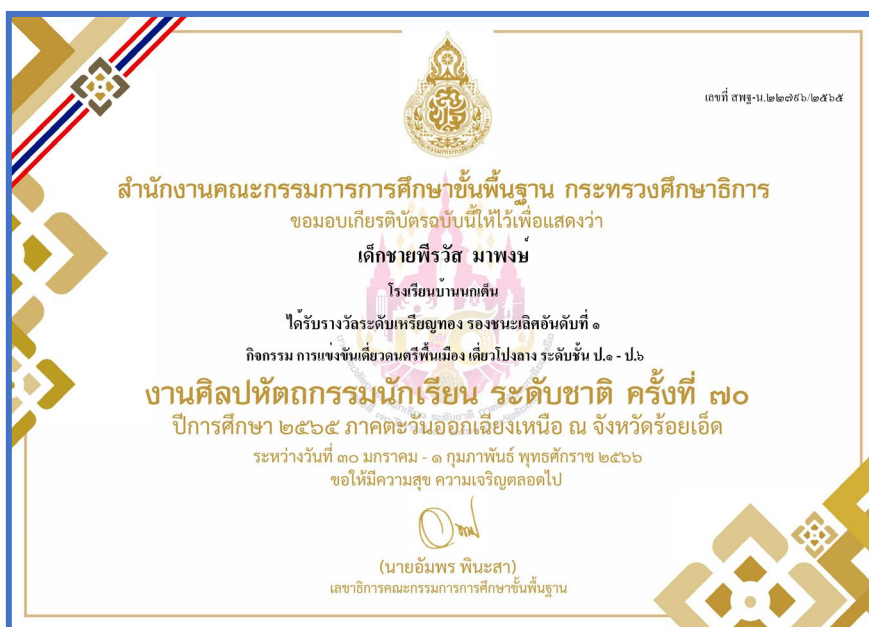 เลขที่ สพฐ-น.๒๒๗๙๖/๒๕๖๕
สำนักงานคณะกรรมการการศึกษาขั้นพื้นฐาน กระทรวงศึกษาธิการ
ขอมอบเกียรติบัตรฉบับนี้ให้ไว้เพื่อแสดงว่า
เด็กชายพีรวัส มาพงษ์
โรงเรียนบ้านนกเต็น
ได้รับรางวัลระดับเหรียญทอง รองชนะเลิศอันดับที่ ๑
กิจกรรม การแข่งขันเดี่ยวดนตรีพื้นเมือง เดี่ยวโปงลาง ระดับชั้น ป.๑ - ป.๖
งานศิลปหัตถกรรมนักเรียน ระดับชาติ ครั้งที่ ๗๐
ปีการศึกษา ๒๕๖๕ ภาคตะวันออกเฉียงเหนือ ณ จังหวัดร้อยเอ็ด
ระหว่างวันที่ ๓๐ มกราคม - ๑ กุมภาพันธ์ พุทธศักราช ๒๕๖๖
ขอให้มีความสุข ความเจริญตลอดไป
(นายอัมพร พินะสา)
เลขาธิการคณะกรรมการการศึกษาขั้นพื้นฐาน